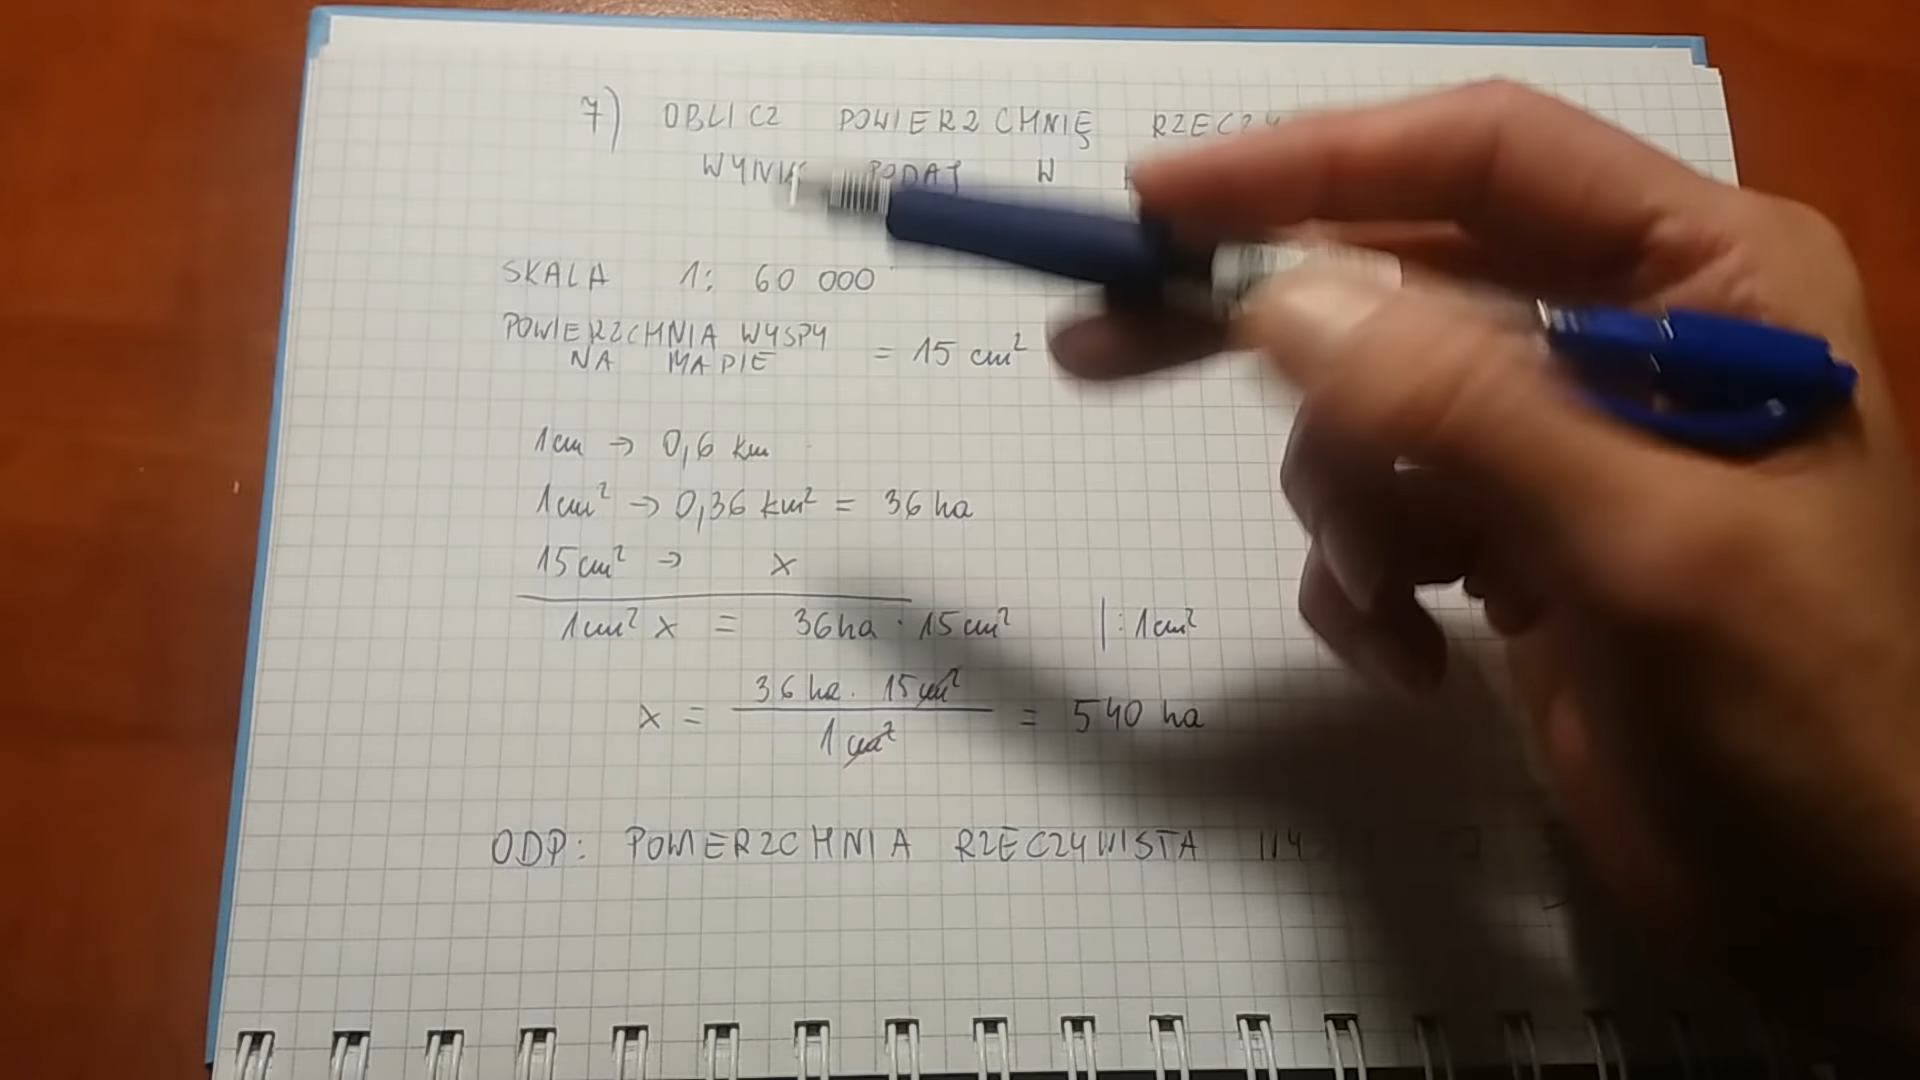 7) OBLICZ POWIERZCHNIĘ
WYNIK PODAJ W
SKALA 1: 60 000
POWIERZCHNIA WYSPY
NA MAPIE = 15 cm²
1cm → 0,6 km
1cm² → 0,36 km² = 36 ha
15cm² → x
1cm² x = 36ha · 15cm² |: 1cm²
36 ha · 15cm²
x = = 540 ha
1 cm²
ODP: POWIERZCHNIA RZECZYWISTA